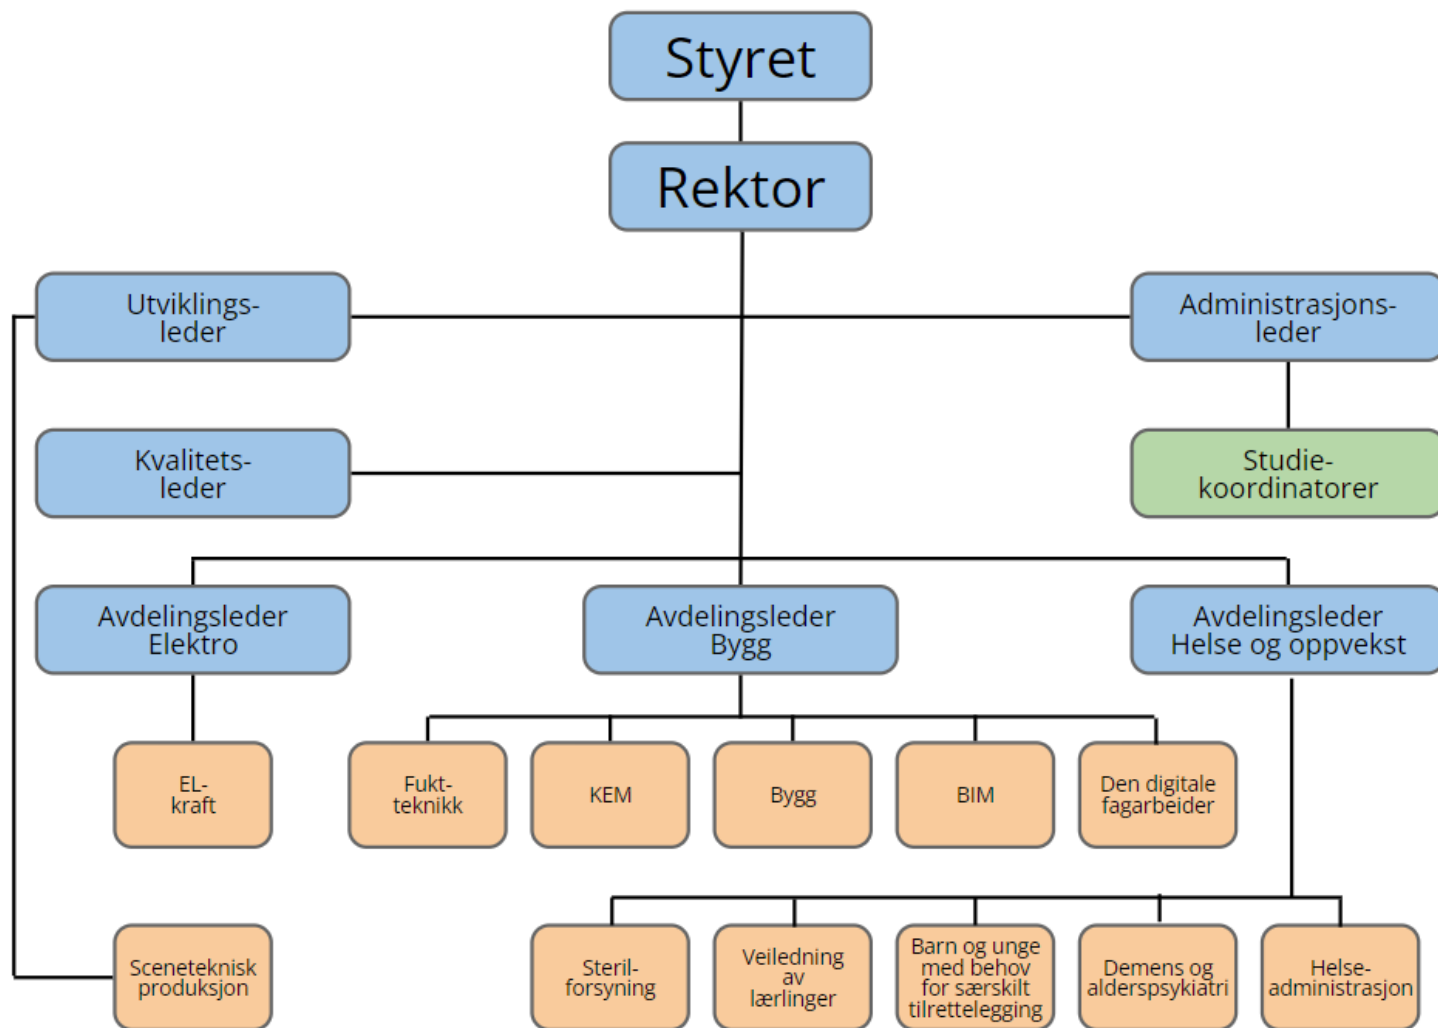 Styret
Rektor
Utviklings-
leder
Administrasjons-
leder
Kvalitets-
leder
Studie-
koordinatorer
Avdelingsleder
Elektro
Avdelingsleder
Bygg
Avdelingsleder
Helse og oppvekst
EL-
kraft
Fukt-
teknikk
KEM
Bygg
BIM
Den digitale
fagarbeider
Sceneteknisk
produksjon
Steril-
forsyning
Veiledning
av
lærlinger
Barn og unge
med behov
for særskilt
tilrettelegging
Demens og
alderspsykiatri
Helse-
administrasjon